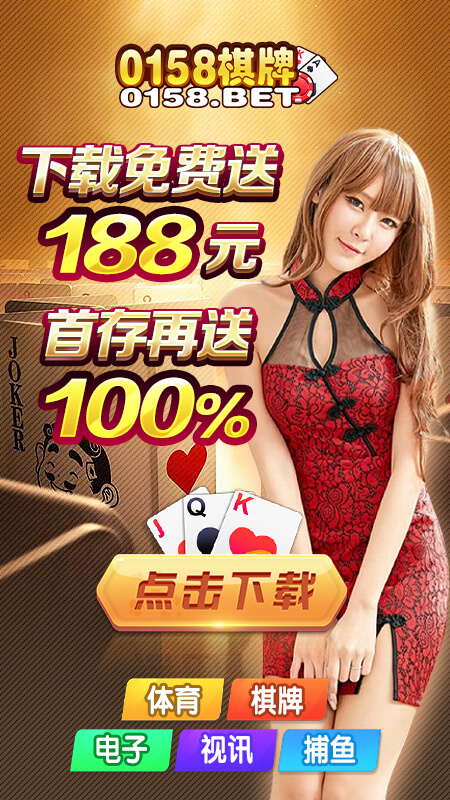 0158棋牌
K
A
0158.BET
下载免费送
188元
首存再送
100%
JOKER
J
Q
K
点击下载
体育
棋牌
电子
视讯
捕鱼